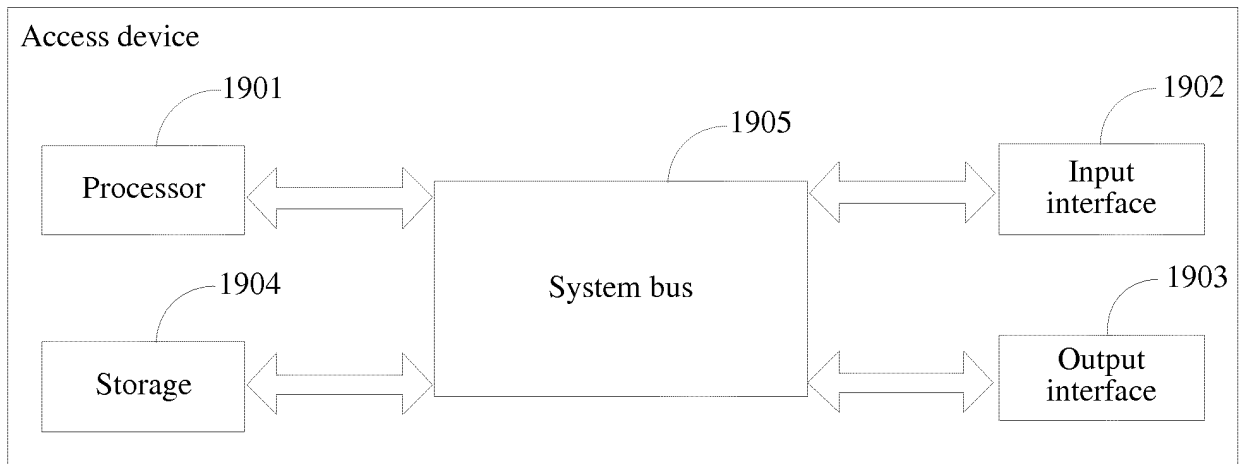 Access device
1901
Processor
1905
1902
Input
interface
System bus
1904
Storage
1903
Output
interface